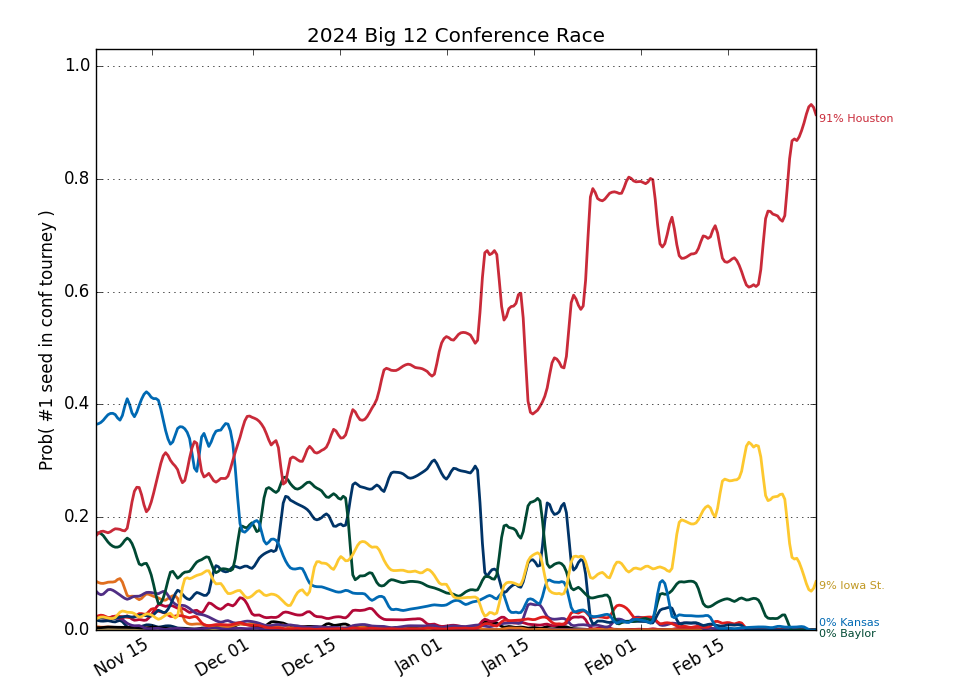 2024 Big 12 Conference Race
Prob( #1 seed in conf tourney )
1.0
0.8
0.6
0.4
0.2
0.0
91% Houston
9% Iowa St.
0% Kansas
0% Baylor
Nov 15
Dec 01
Dec 15
Jan 01
Jan 15
Feb 01
Feb 15